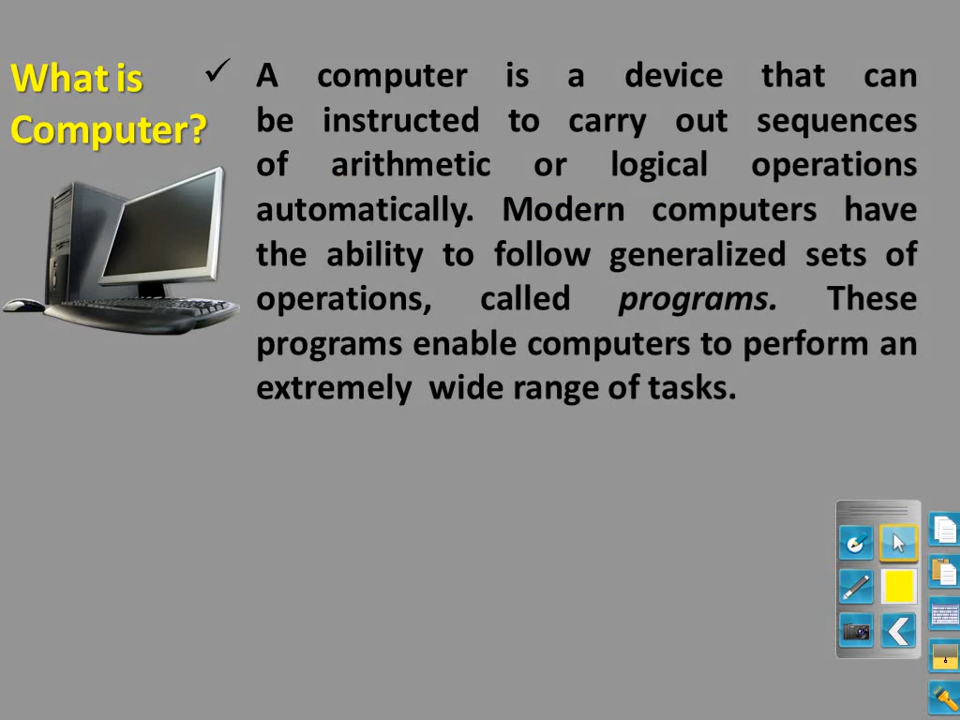 What is
Computer?
✓ A computer is a device that can
be instructed to carry out sequences
of arithmetic or logical operations
automatically. Modern computers have
the ability to follow generalized sets of
operations, called programs. These
programs enable computers to perform an
extremely wide range of tasks.